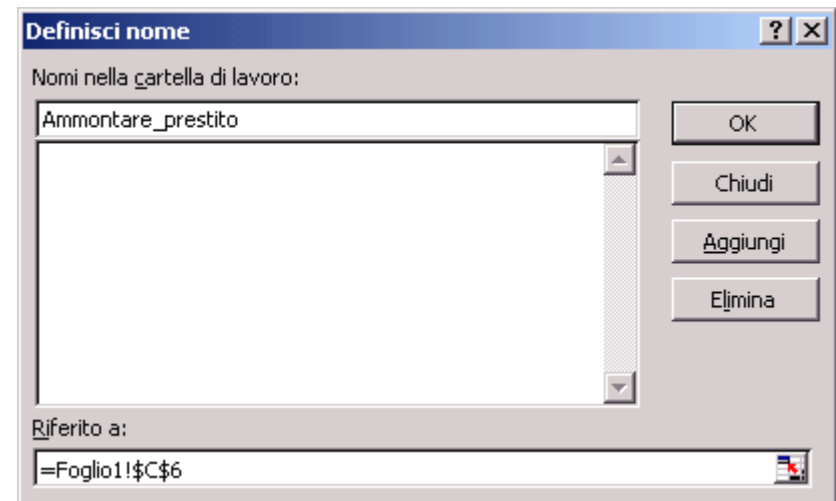 Definisci nome
Nomi nella cartella di lavoro:
Ammontare_prestito
OK
Chiudi
Aggiungi
Elimina
Riferito a:
=Foglio1!$C$6